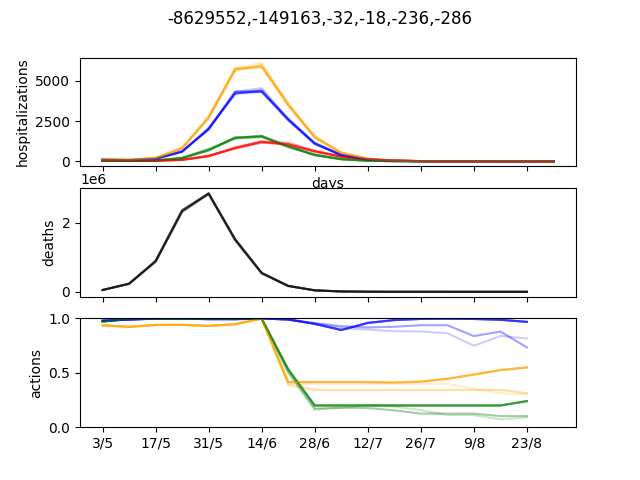 -8629552,-149163,-32,-18,-236,-286
hospitalizations
5000
2500
0
days
1e6
deaths
2
0
actions
1.0
0.5
0.0
3/5 17/5 31/5 14/6 28/6 12/7 26/7 9/8 23/8